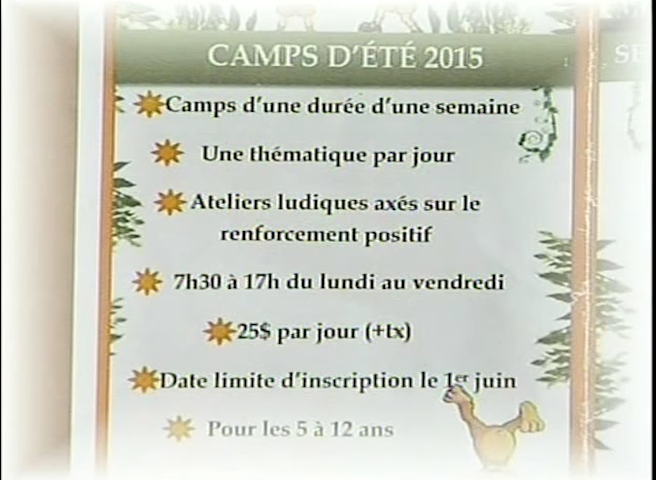 CAMPS D'ÉTÉ 2015
Camps d'une durée d'une semaine
Une thématique par jour
Ateliers ludiques axés sur le
renforcement positif
7h30 à 17h du lundi au vendredi
25$ par jour (+tx)
Date limite d'inscription le 1er juin
Pour les 5 à 12 ans